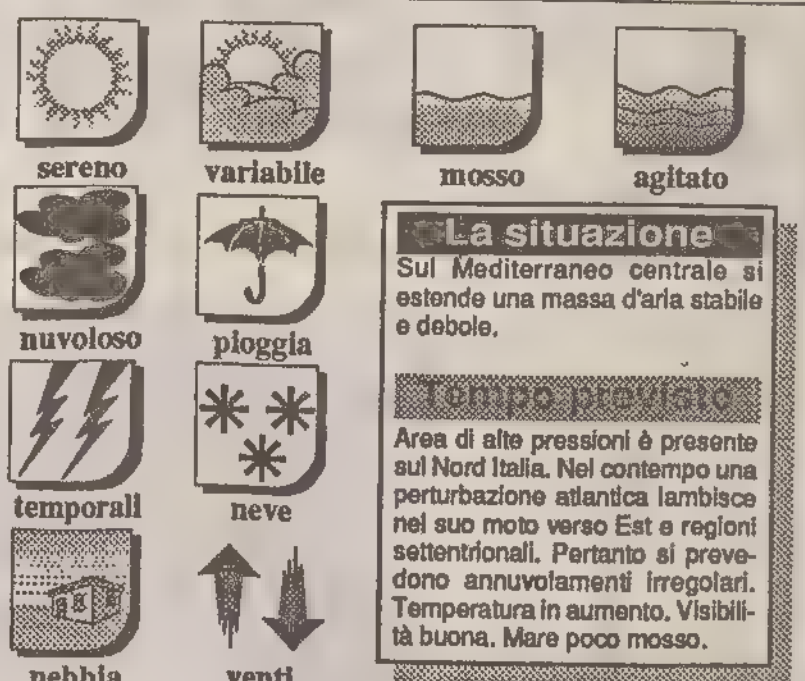 sereno
variabile
mosso
agitato
nuvoloso
pioggia
temporali
neve
nebbia
venti
La situazione
Sul Mediterraneo centrale si
estende una massa d'aria stabile
e debole.
Tempo previsto
Area di alte pressioni è presente
sul Nord Italia. Nel contempo una
perturbazione atlantica lambisce
nel suo moto verso Est e regioni
settentrionali. Pertanto si preve-
dono annuvolamenti irregolari.
Temperatura in aumento. Visibili-
tà buona. Mare poco mosso.